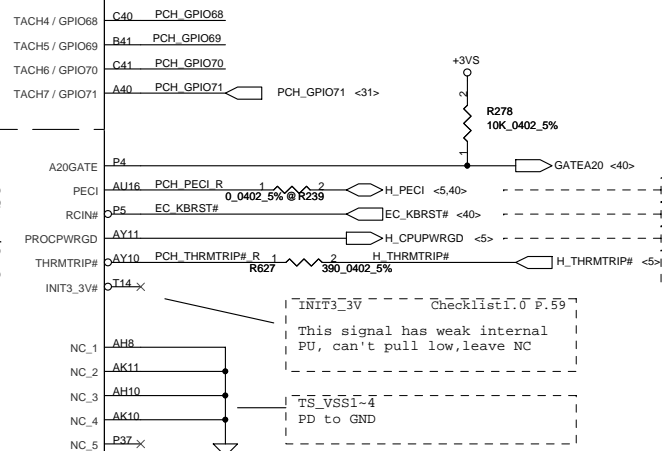 TACH4 / GPIO68 C40 PCH_GPIO68
TACH5 / GPIO69 B41 PCH_GPIO69
TACH6 / GPIO70 C41 PCH_GPIO70
TACH7 / GPIO71 A40 PCH_GPIO71 PCH_GPIO71 <31>
+3VS
2
R278
10K_0402_5%
1
A20GATE P4 GATEA20 <40>
PECI AU16 PCH_PECI_R 1 2 H_PECI <5,40>
0_0402_5% @ R239
RCIN# P5 EC_KBRST# EC_KBRST# <40>
PROCPWRGD AY11 H_CPUPWRGD <5>
THRMTRIP# AY10 PCH_THRMTRIP#_R 1 2 H_THRMTRIP# H_THRMTRIP# <5>
R627 390_0402_5%
INIT3_3V# T14
INIT3_3V Checklist1.0 P.59
This signal has weak internal
PU, can't pull low,leave NC
NC_1 AH8
NC_2 AK11
NC_3 AH10
NC_4 AK10
NC_5 P37
TS_VSS1~4
PD to GND